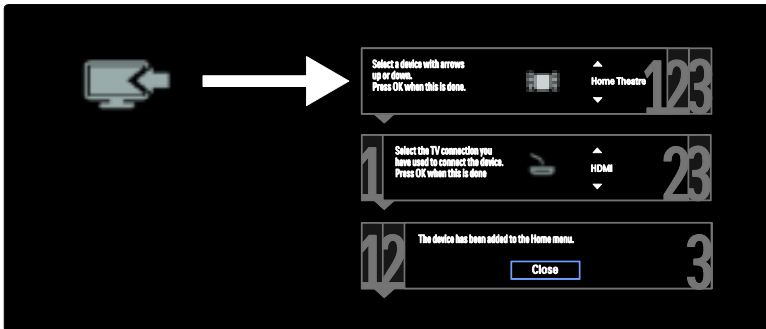 Select a device with arrows
up or down.
Press OK when this is done.
Home Theatre
123
1
Select the TV connection you
have used to connect the device.
Press OK when this is done
HDMI
23
12
The device has been added to the Home menu.
3
Close